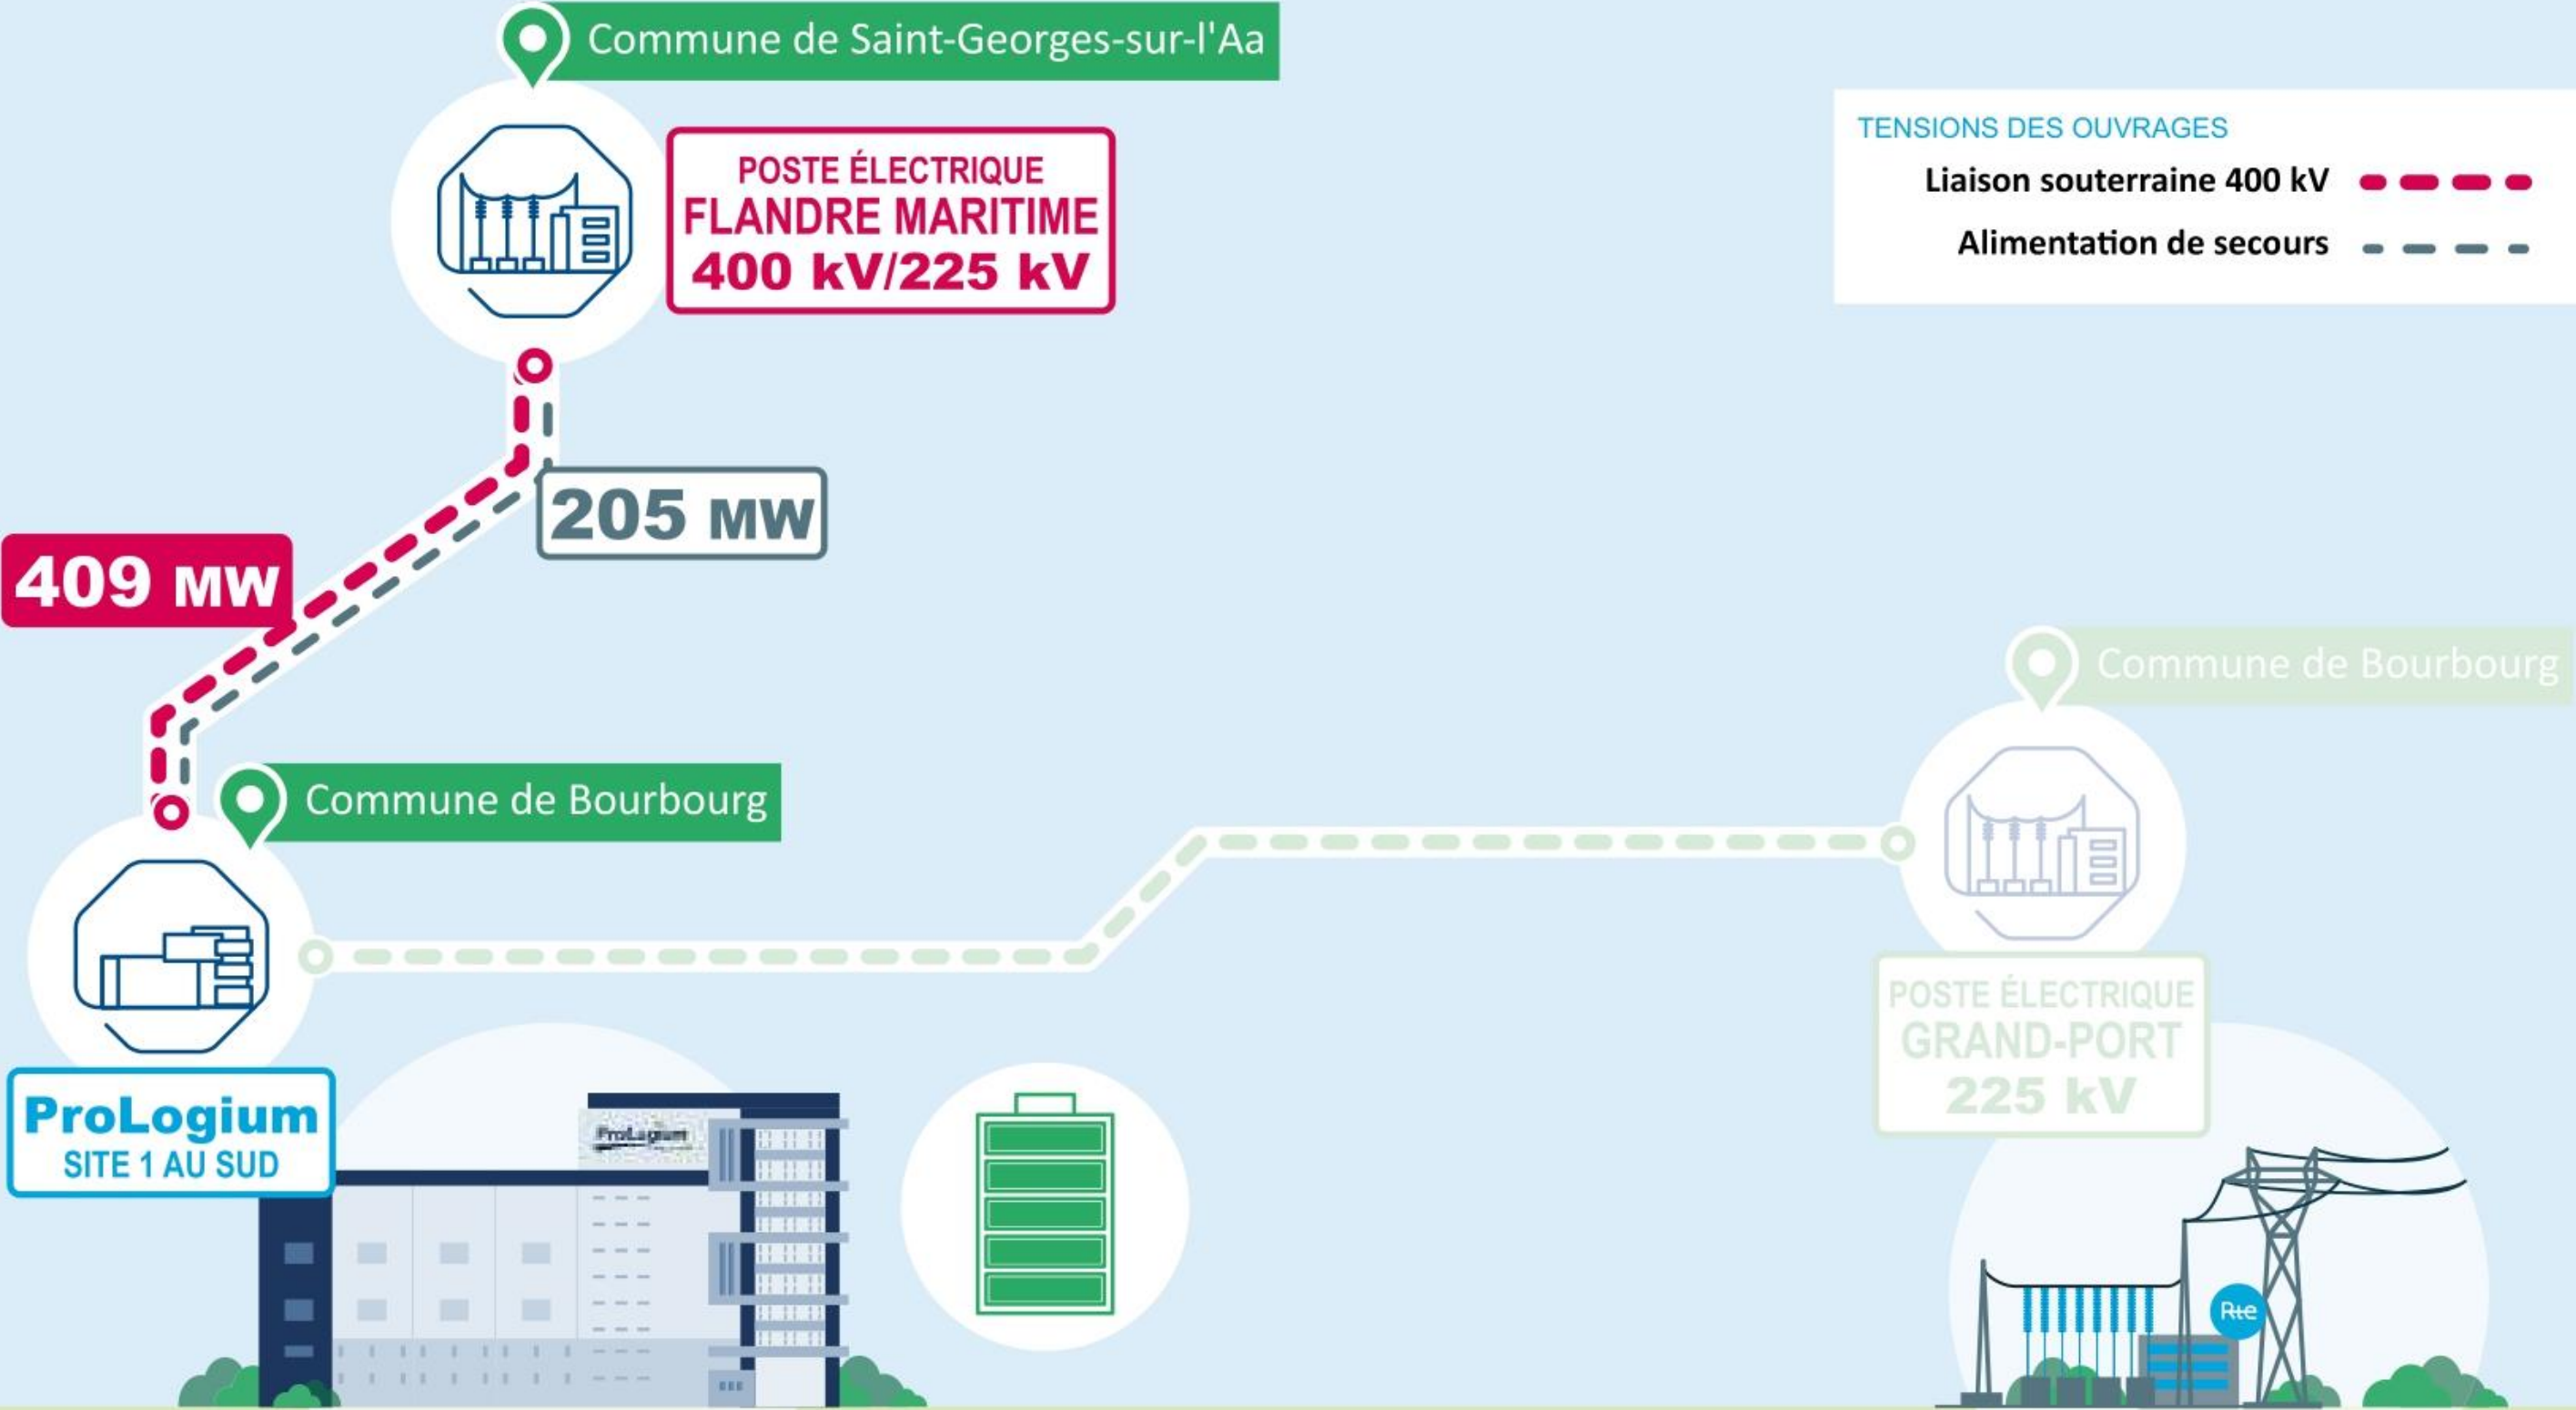 Commune de Saint-Georges-sur-l'Aa
POSTE ÉLECTRIQUE
FLANDRE MARITIME
400 kV/225 kV
TENSIONS DES OUVRAGES
Liaison souterraine 400 kV
Alimentation de secours
205 MW
409 MW
Commune de Bourbourg
Commune de Bourbourg
POSTE ÉLECTRIQUE
GRAND-PORT
225 kV
ProLogium
SITE 1 AU SUD
ProLogium
Rte